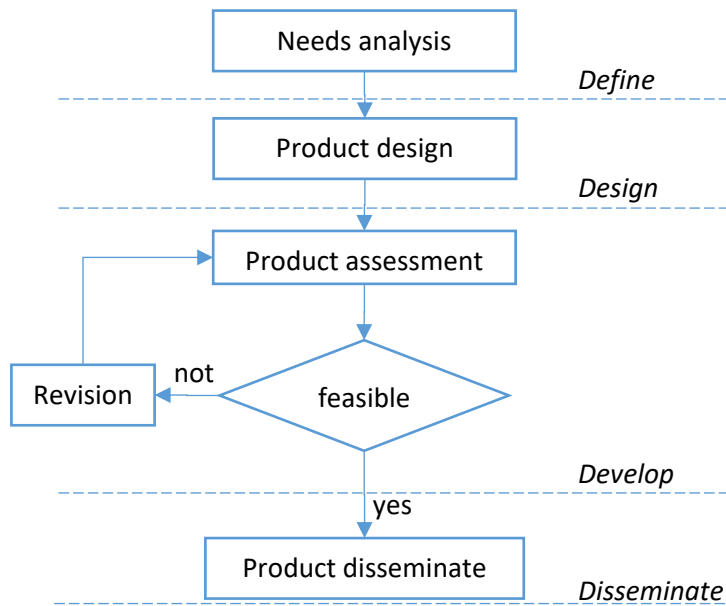 Needs analysis
Define
Product design
Design
Product assessment
not
Revision
feasible
Develop
yes
Product disseminate
Disseminate